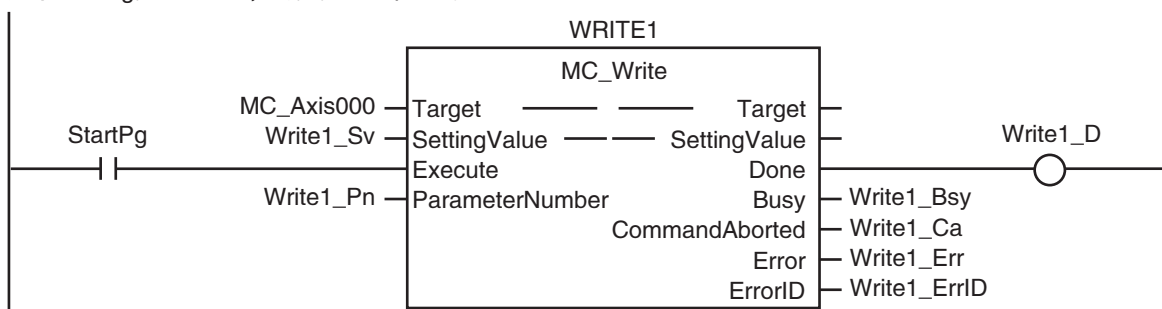 WRITE1
MC_Write
MC_Axis000 Target Target
StartPg Write1_Sv SettingValue SettingValue Write1_D
Execute Done
Write1_Pn ParameterNumber Busy Write1_Bsy
CommandAborted Write1_Ca
Error Write1_Err
ErrorID Write1_ErrID